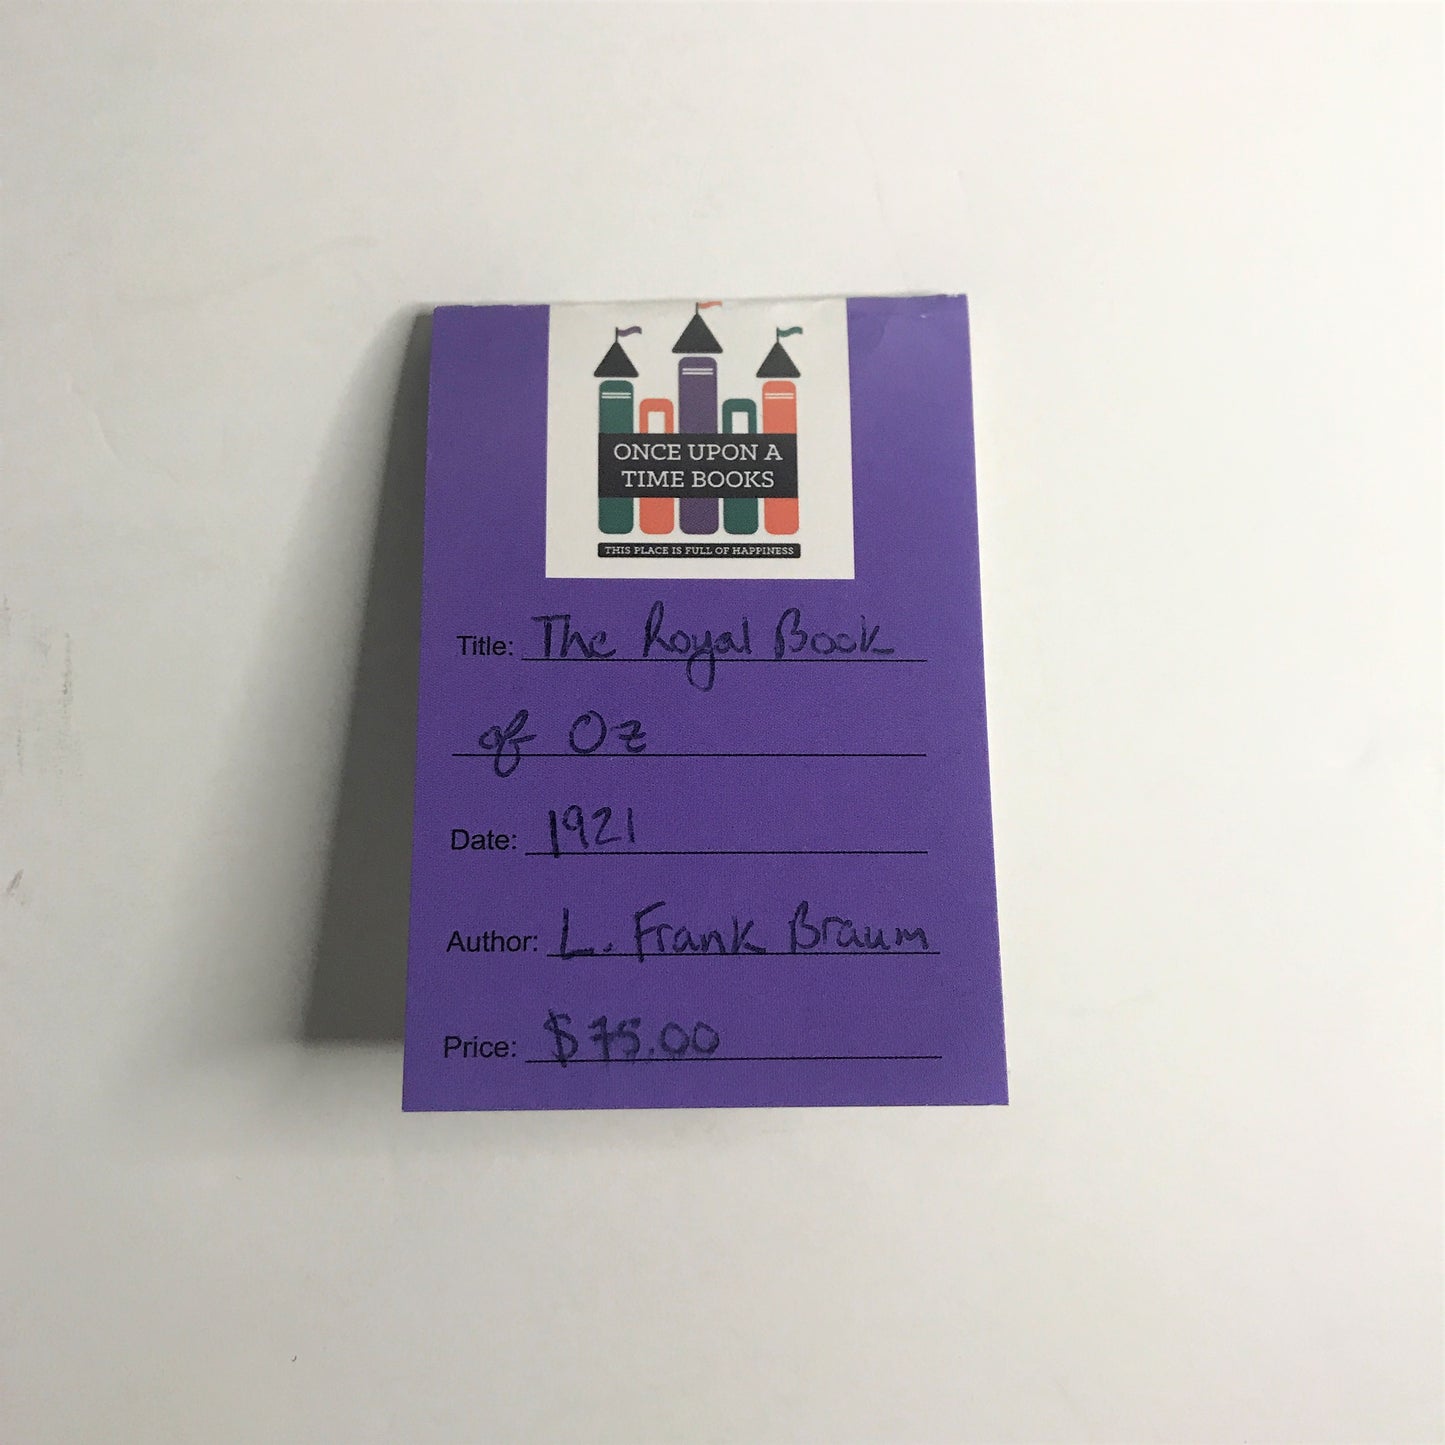 ONCE UPON A
TIME BOOKS
THIS PLACE IS FULL OF HAPPINESS
Title: The Royal Book
of Oz
Date: 1921
Author: L. Frank Braum
Price: $75.00